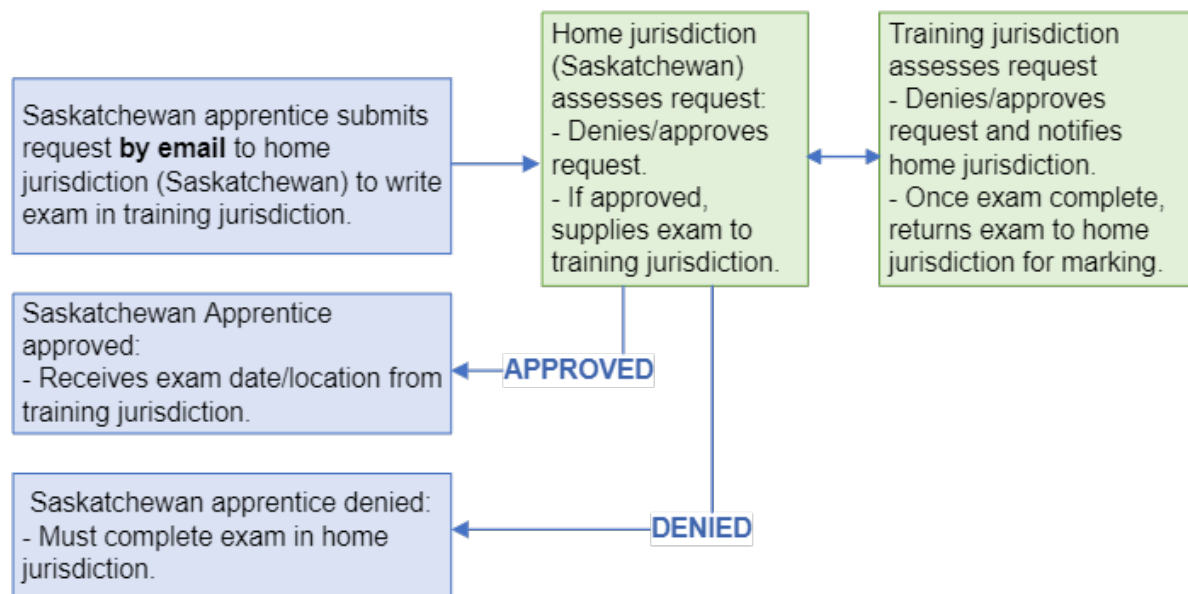 Saskatchewan apprentice submits
request by email to home
jurisdiction (Saskatchewan) to write
exam in training jurisdiction.
Home jurisdiction
(Saskatchewan)
assesses request:
- Denies/approves
request.
- If approved,
supplies exam to
training jurisdiction.
Training jurisdiction
assesses request
- Denies/approves
request and notifies
home jurisdiction.
- Once exam complete,
returns exam to home
jurisdiction for marking.
APPROVED
Saskatchewan Apprentice
approved:
- Receives exam date/location from
training jurisdiction.
DENIED
Saskatchewan apprentice denied:
- Must complete exam in home
jurisdiction.